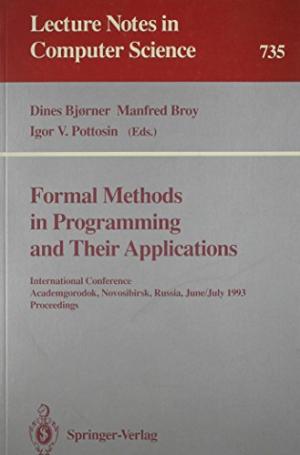 Lecture Notes in
Computer Science
735
Dines Bjørner Manfred Broy
Igor V. Pottosin (Eds.)
Formal Methods
in Programming
and Their Applications
International Conference
Academgorodok, Novosibirsk, Russia, June/July 1993
Proceedings
Springer-Verlag